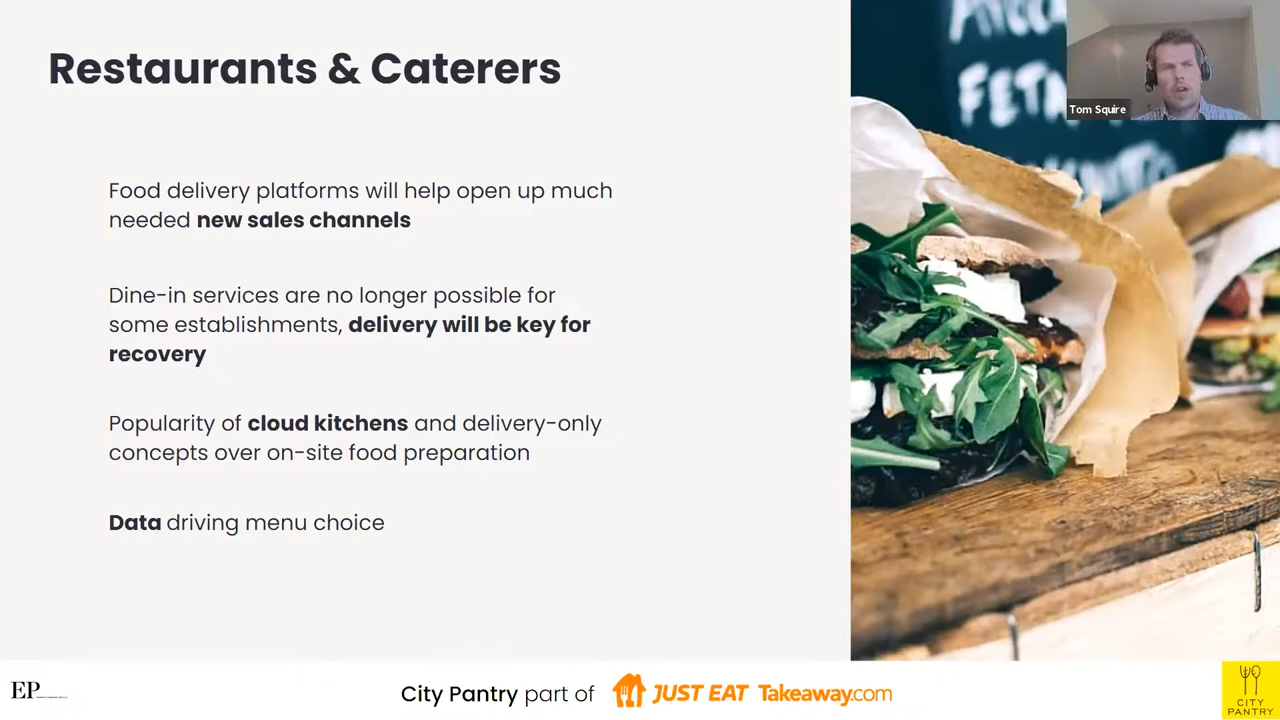 Restaurants & Caterers
Tom Squire
FETA
Food delivery platforms will help open up much
needed new sales channels
Dine-in services are no longer possible for
some establishments, delivery will be key for
recovery
Popularity of cloud kitchens and delivery-only
concepts over on-site food preparation
Data driving menu choice
EP
City Pantry part of JUST EAT Takeaway.com
CITY
PANTRY